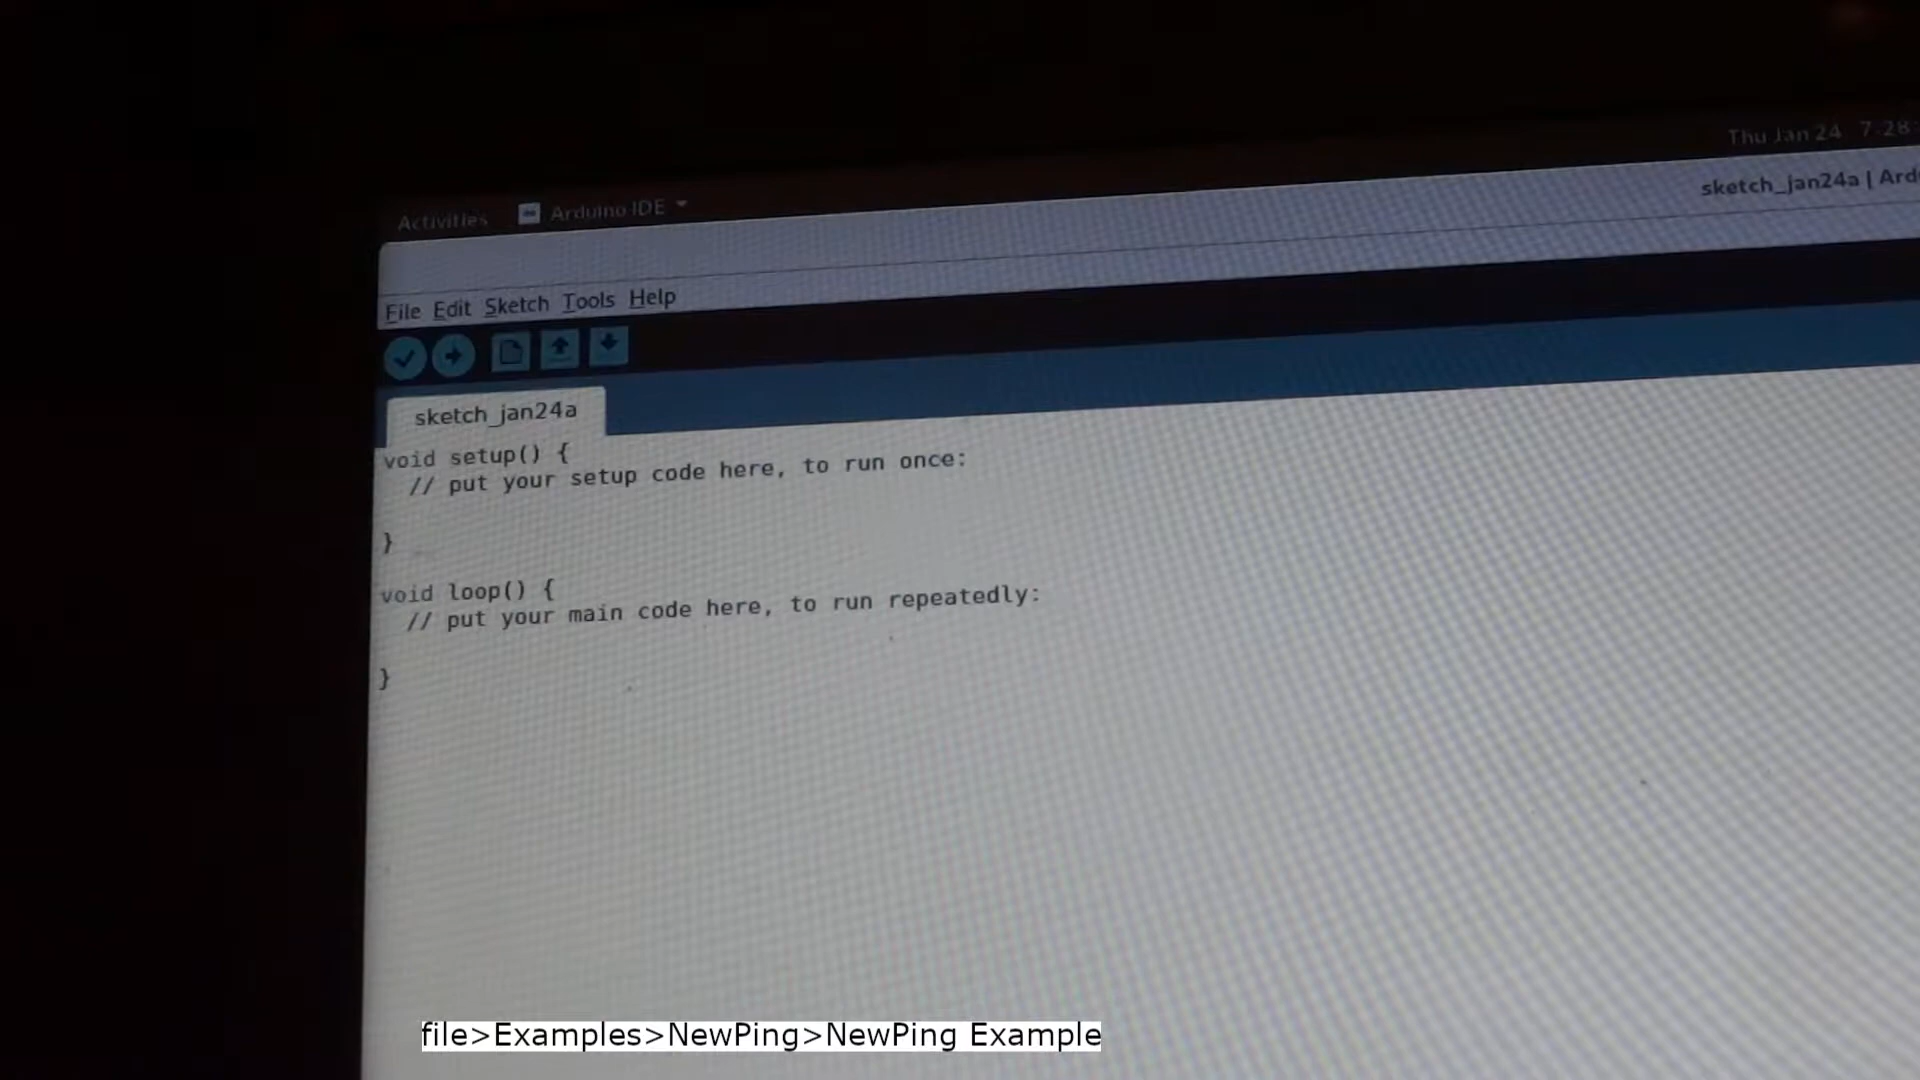 Thu Jan 24 7:28
Activities Arduino IDE
sketch_jan24a | Ard
File Edit Sketch Tools Help
sketch_jan24a
void setup() {
// put your setup code here, to run once:
}
void loop() {
// put your main code here, to run repeatedly:
}
file>Examples>NewPing>NewPing Example